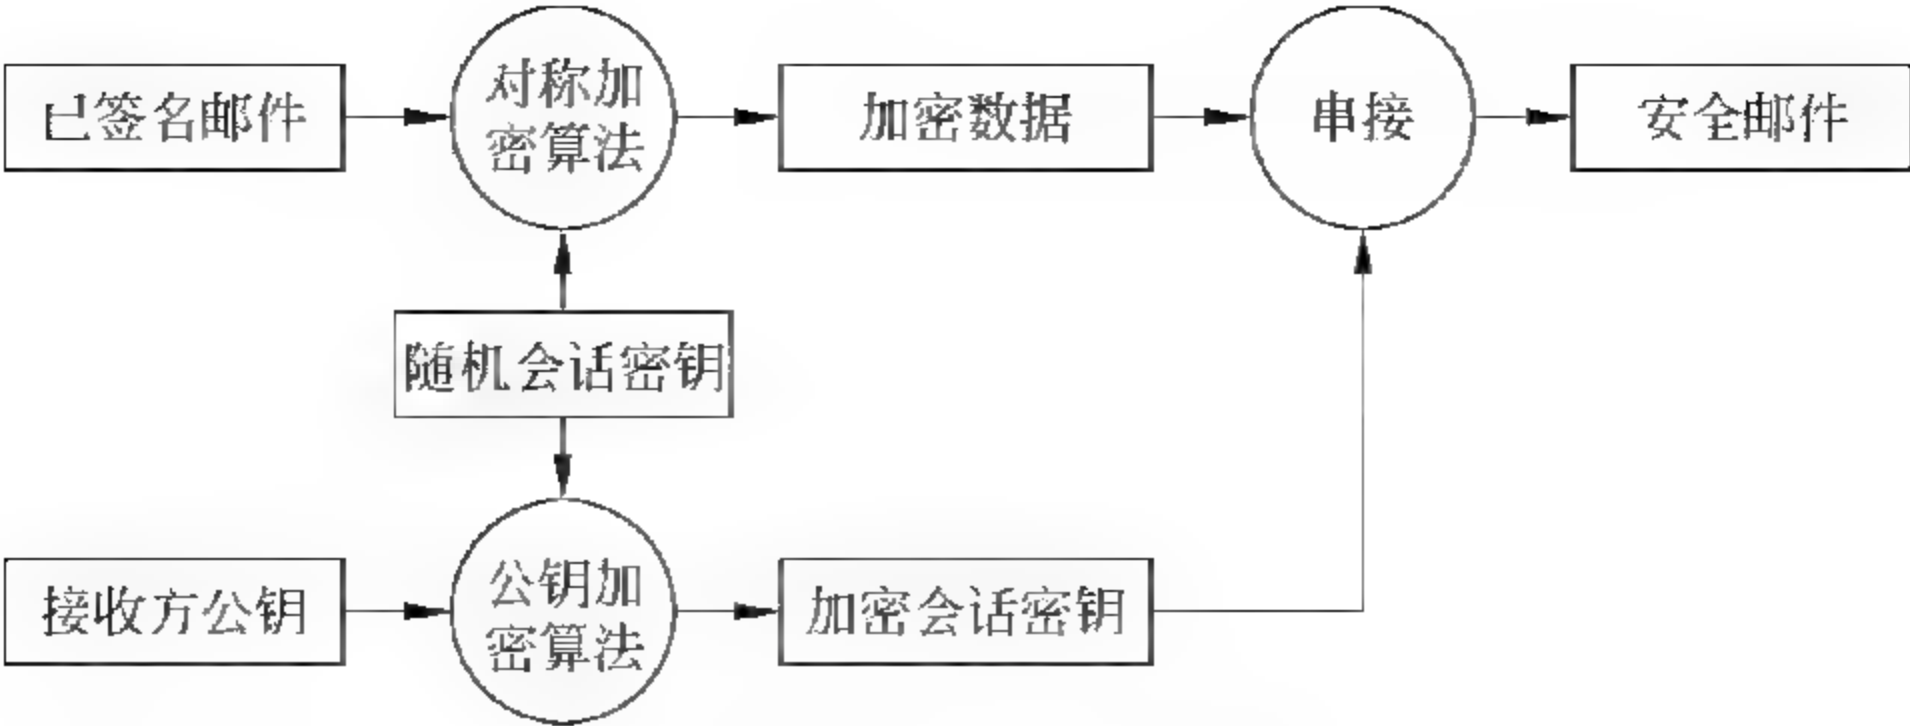 已签名邮件
对称加
密算法
加密数据
串接
安全邮件
随机会话密钥
接收方公钥
公钥加
密算法
加密会话密钥